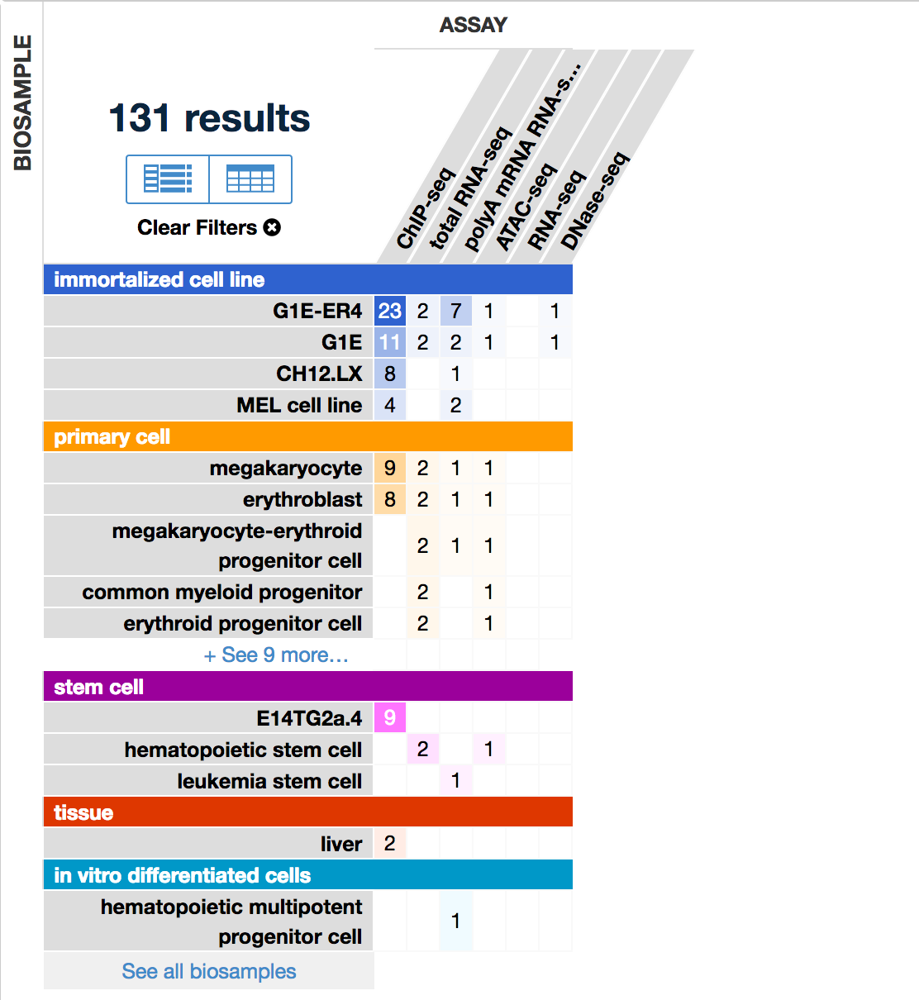 BIOSAMPLE
ASSAY
131 results
Clear Filters
ChIP-seq
total RNA-seq
polyA mRNA RNA-s…
ATAC-seq
RNA-seq
DNase-seq
immortalized cell line
G1E-ER4 23 2 7 1 1
G1E 11 2 2 1 1
CH12.LX 8 1
MEL cell line 4 2
primary cell
megakaryocyte 9 2 1 1
erythroblast 8 2 1 1
megakaryocyte-erythroid
progenitor cell 2 1 1
common myeloid progenitor 2 1
erythroid progenitor cell 2 1
+ See 9 more…
stem cell
E14TG2a.4 9
hematopoietic stem cell 2 1
leukemia stem cell 1
tissue
liver 2
in vitro differentiated cells
hematopoietic multipotent
progenitor cell 1
See all biosamples